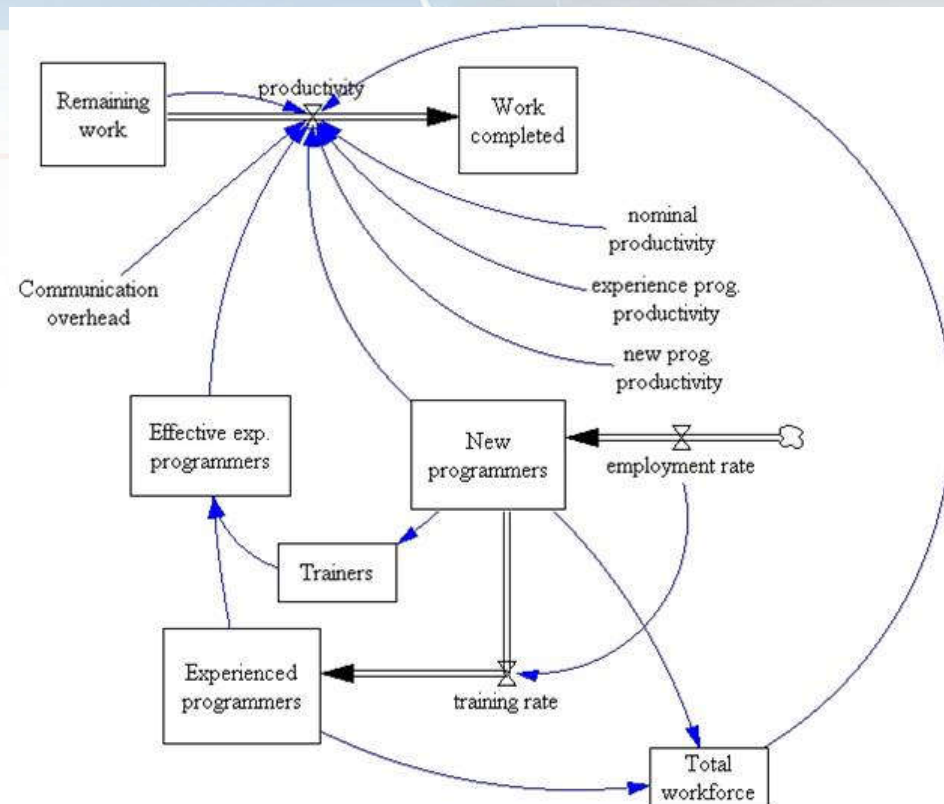 productivity
Remaining
work
Work
completed
nominal
productivity
Communication
overhead
experience prog.
productivity
new prog.
productivity
Effective exp.
programmers
New
programmers
employment rate
Trainers
Experienced
programmers
training rate
Total
workforce